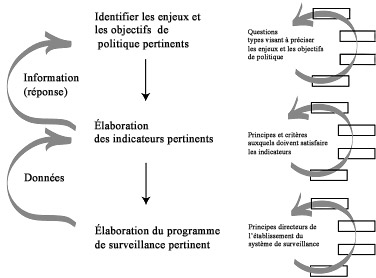 Identifier les enjeux et
les objectifs de
politique pertinents
Questions
types visant à préciser
les enjeux et les objectifs
de politique
Information
(réponse)
Élaboration
des indicateurs pertinents
Principes et critères
auxquels doivent satisfaire
les indicateurs
Données
Élaboration du programme
de surveillance pertinent
Principes directeurs de
l'établissement du
système de surveillance